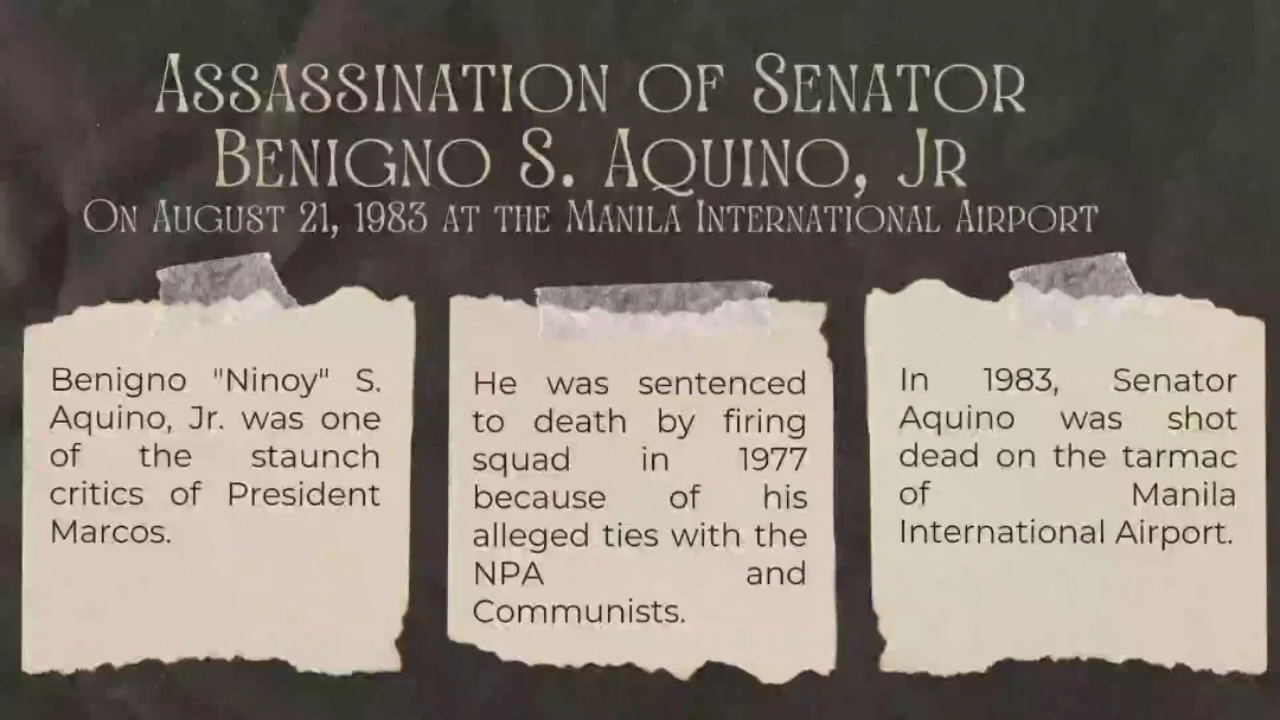 Assassination of Senator
Benigno S. Aquino, Jr
On August 21, 1983 at the Manila International Airport
Benigno "Ninoy" S.
Aquino, Jr. was one
of the staunch
critics of President
Marcos.
He was sentenced
to death by firing
squad in 1977
because of his
alleged ties with the
NPA and
Communists.
In 1983, Senator
Aquino was shot
dead on the tarmac
of Manila
International Airport.